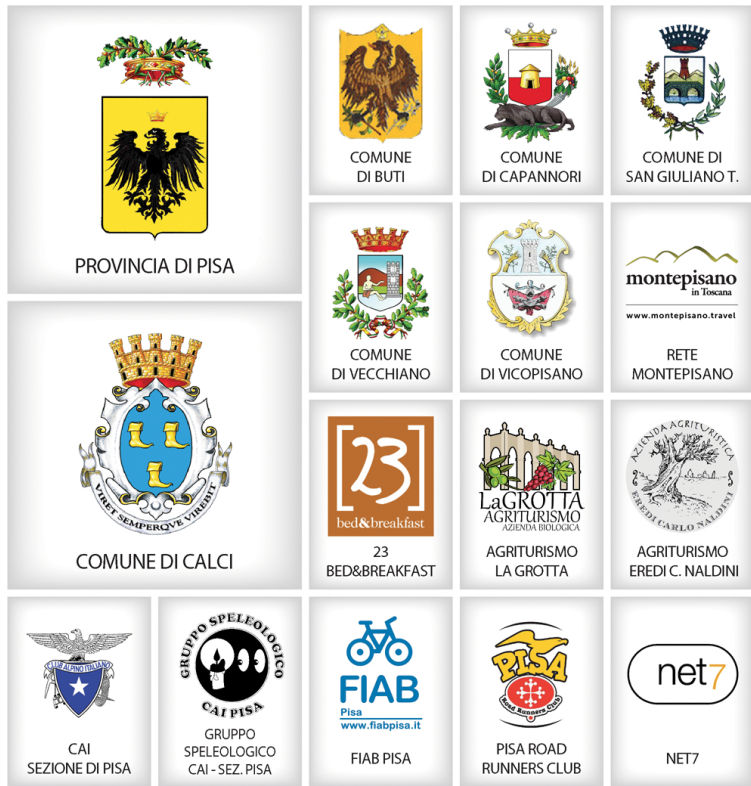 PROVINCIA DI PISA
COMUNE
DI BUTI
COMUNE
DI CAPANNORI
COMUNE DI
SAN GIULIANO T.
COMUNE
DI VECCHIANO
COMUNE
DI VICOPISANO
montepisano
in Toscana
www.montepisano.travel
RETE
MONTEPISANO
VIRET SEMPERQVE VIREBIT
COMUNE DI CALCI
[23]
bed&breakfast
23
BED&BREAKFAST
LaGROTTA
AGRITURISMO
AZIENDA BIOLOGICA
AGRITURISMO
LA GROTTA
AZIENDA AGRITURISTICA
EREDI CARLO NALDINI
AGRITURISMO
EREDI C. NALDINI
CLUB ALPINO ITALIANO
CAI
SEZIONE DI PISA
GRUPPO SPELEOLOGICO
CAI PISA
GRUPPO
SPELEOLOGICO
CAI - SEZ. PISA
FIAB
Pisa
www.fiabpisa.it
FIAB PISA
PISA
Road Runners Club
PISA ROAD
RUNNERS CLUB
net7
NET7